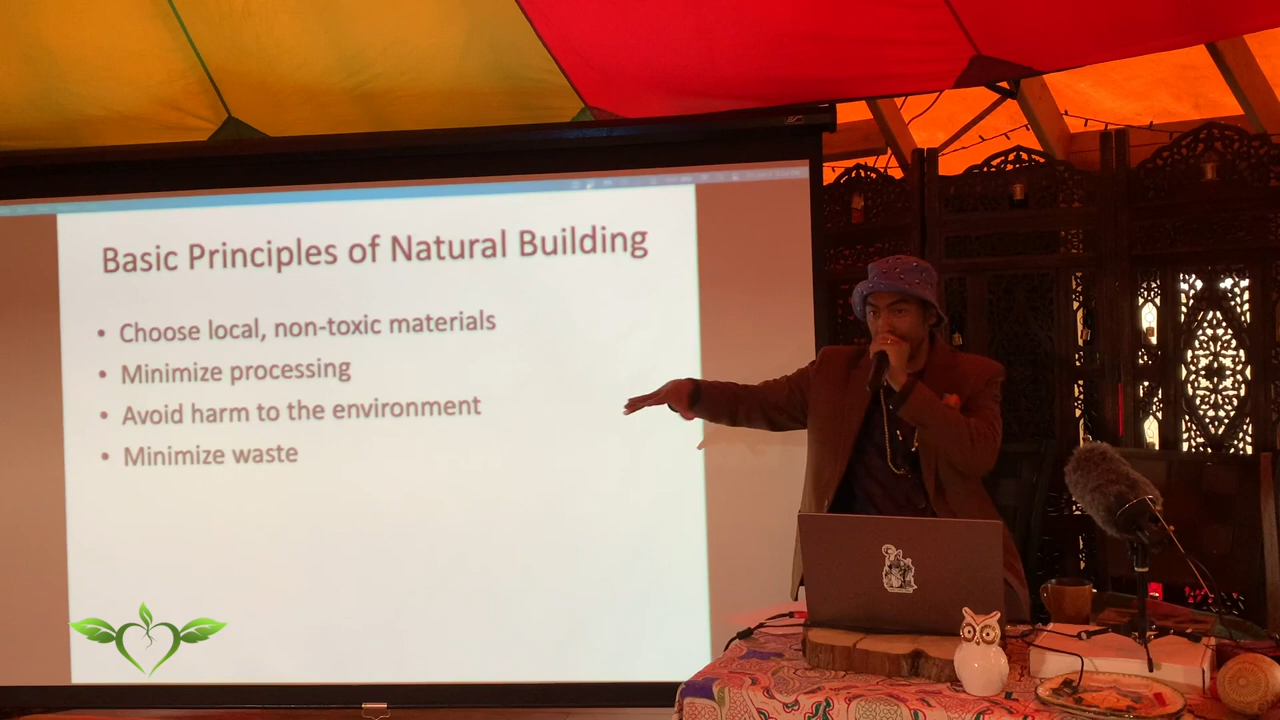 Basic Principles of Natural Building
• Choose local, non-toxic materials
• Minimize processing
• Avoid harm to the environment
• Minimize waste